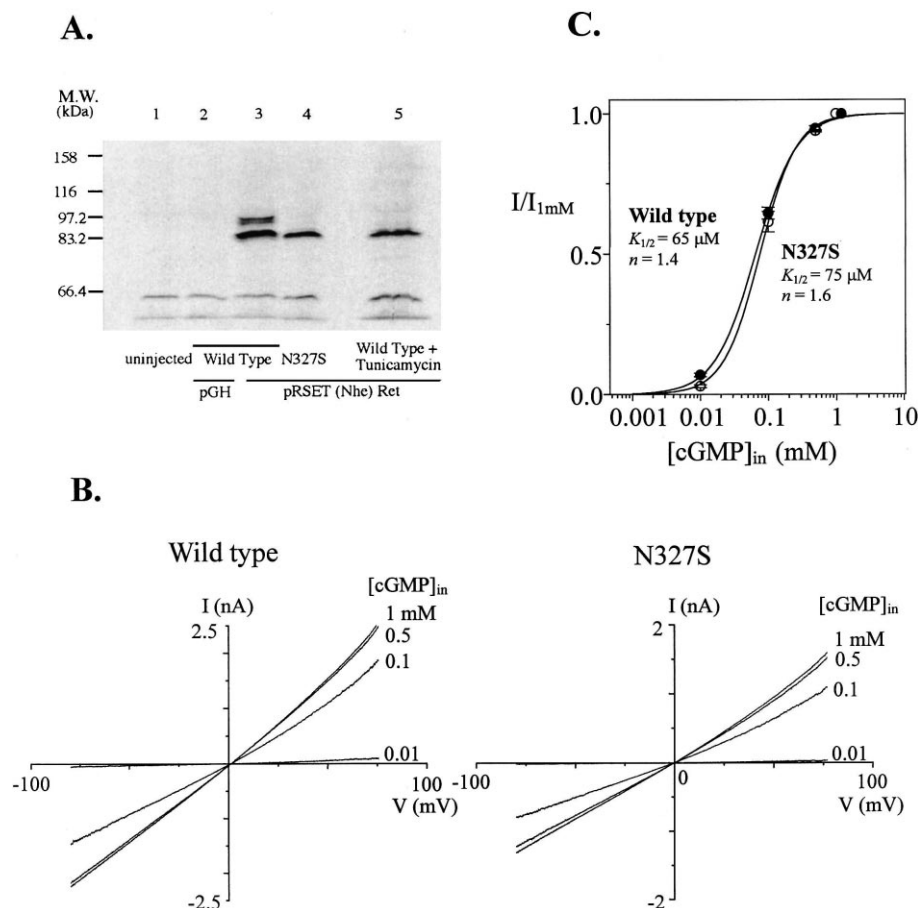 A.
M.W.
(kDa)
1 2 3 4 5
158
116
97.2
83.2
66.4
uninjected Wild Type N327S Wild Type + Tunicamycin
pGH pRSET (Nhe) Ret
C.
1.0
I/I1mM
0.5
0.0
Wild type
K1/2 = 65 µM
n = 1.4
N327S
K1/2 = 75 µM
n = 1.6
0.001 0.01 0.1 1 10
[cGMP]in (mM)
B.
Wild type
I (nA)
2.5
[cGMP]in
1 mM
0.5
0.1
0.01
-100 100
V (mV)
-2.5
N327S
I (nA)
2
[cGMP]in
1 mM
0.5
0.1
0.01
-100 0 100
V (mV)
-2